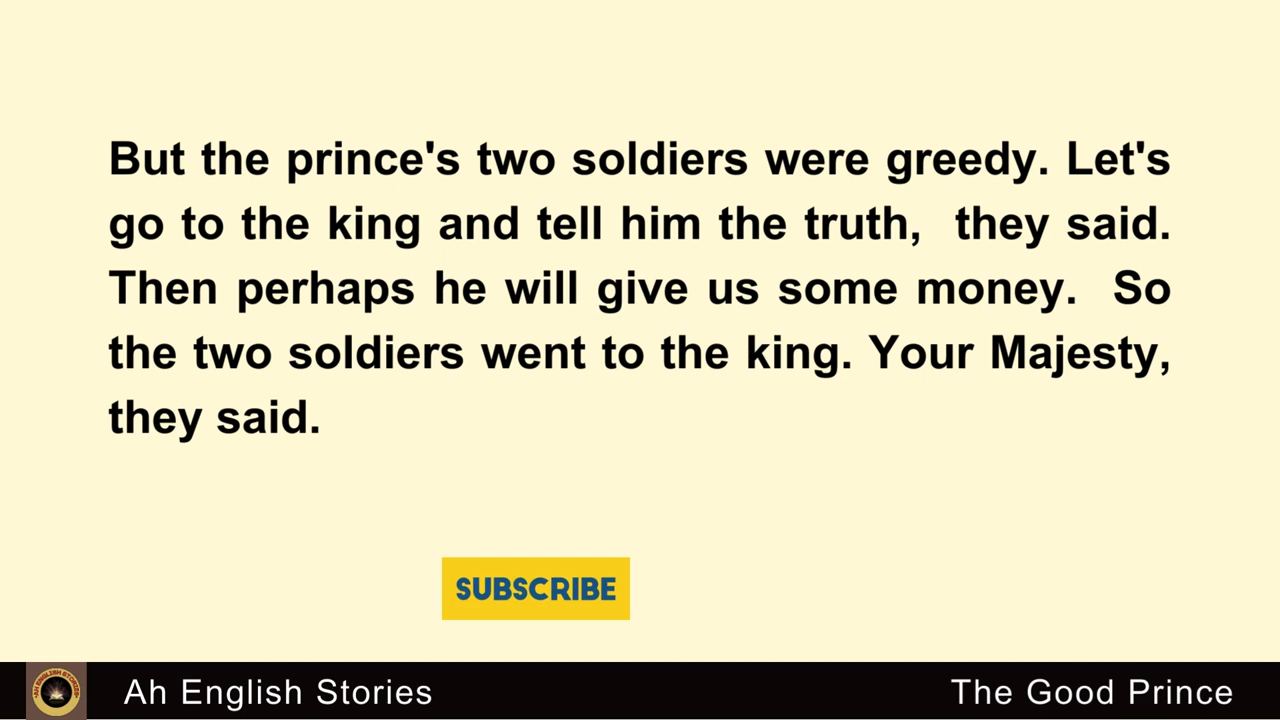 But the prince's two soldiers were greedy. Let's
go to the king and tell him the truth,  they said.
Then perhaps he will give us some money.  So
the two soldiers went to the king. Your Majesty,
they said.
SUBSCRIBE
Ah English Stories
The Good Prince